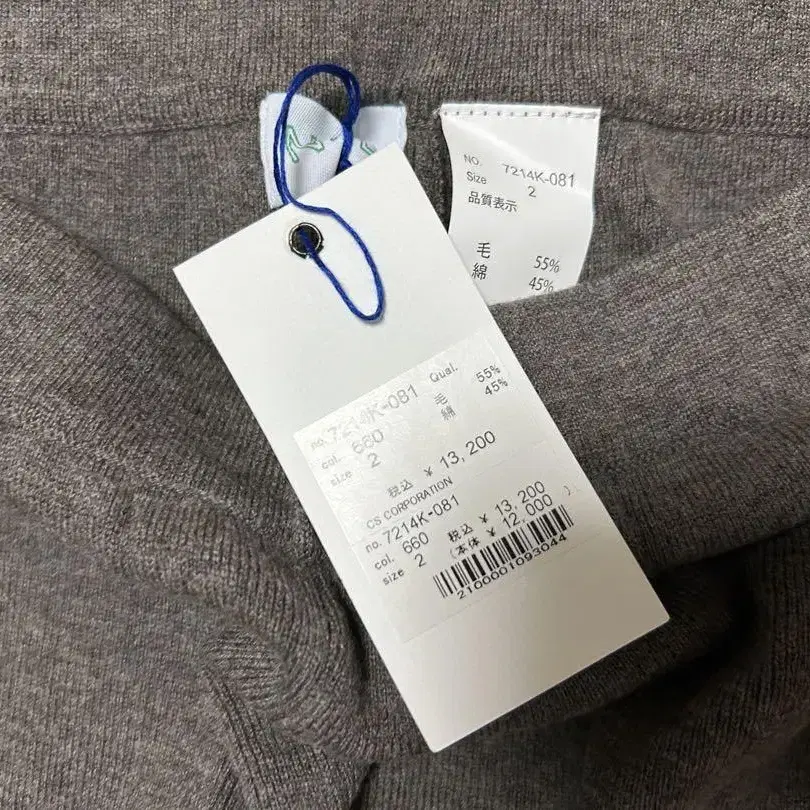 NO. 7214K-081
Size 2
品質表示
毛 55%
綿 45%
no. 7214K-081 Qual.
col. 660 毛 55%
size 2 綿 45%
税込 ¥ 13,200
CS CORPORATION
no. 7214K-081
col. 660 税込 ¥ 13,200
size 2 (本体 ¥ 12,000 )
2100001093044